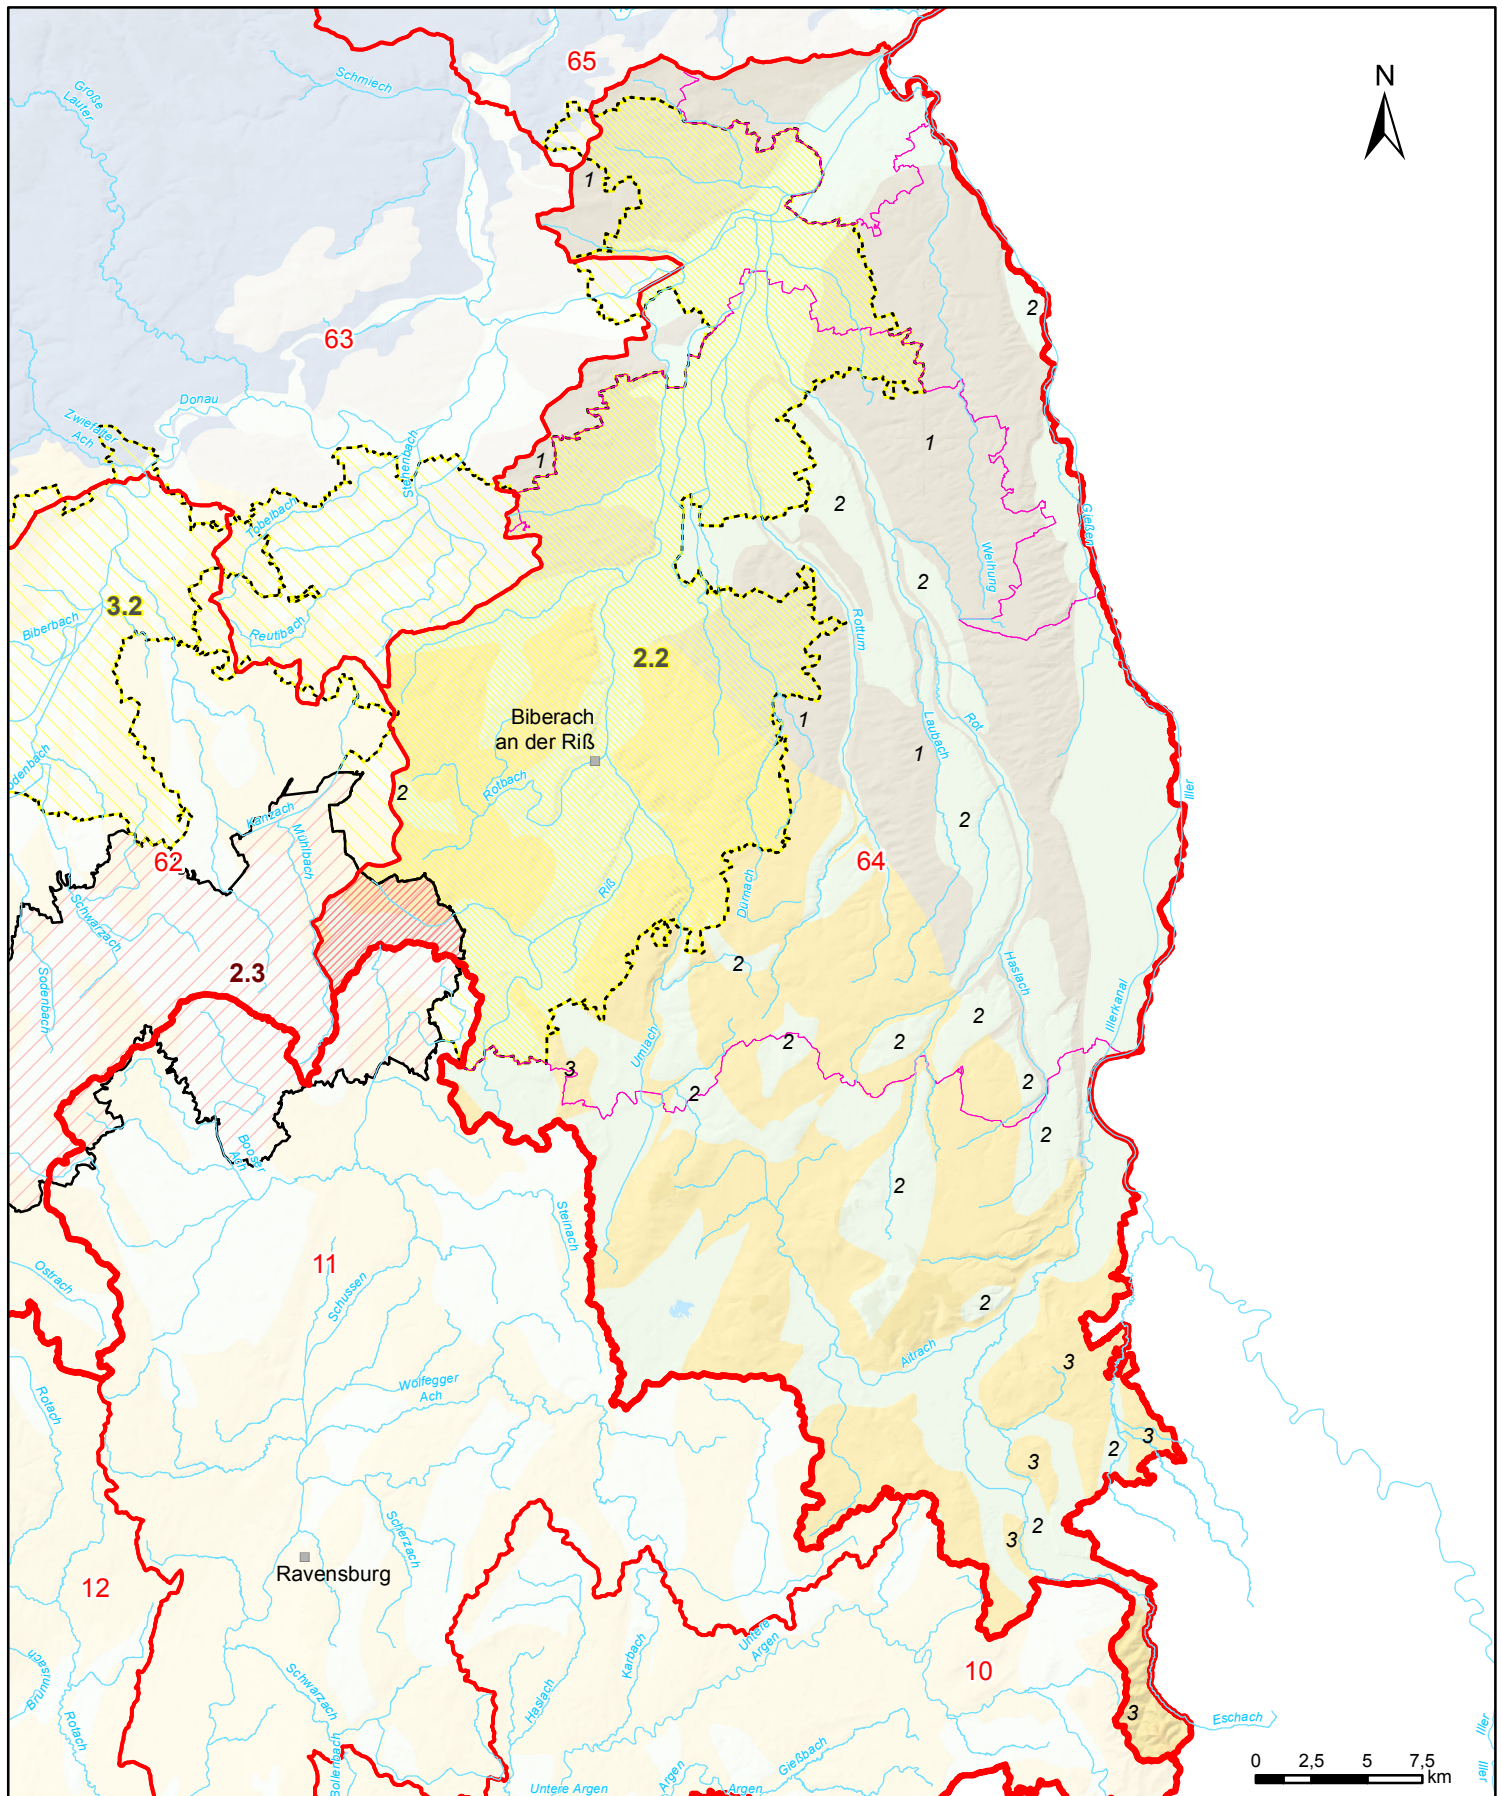 65
N
Schmiech
Große
Lauter
1
2
63
Donau
Zwiefalter
Ach
Stehenbach
1
1
2
Gießen
Tobelbach
Weihung
2
3.2
Biberbach
Reutibach
Rottum
2.2
Biberach
an der Riß
1
Rot
Laubach
1
Rotbach
2
Iller
Kanzach
Mühlbach
2
62
64
Riß
Dürnach
Schwarzach
2
2.3
Haslach
Sodenbach
Illerkanal
2
Umlach
2
2
3
2
2
2
Booser
Ach
2
Steinach
11
Ostrach
Schussen
2
Aitrach
3
Wolfegger
Ach
Rotach
3
2
3
Scherzach
2
3
Ravensburg
12
Untere
Argen
Karbach
10
Schwarzach
Haslach
3
Rotach
Eschach
Iller
Gießbach
Bollenbach
Untere Argen
Argen
Argen
Iller
0 2,5 5 7,5
km